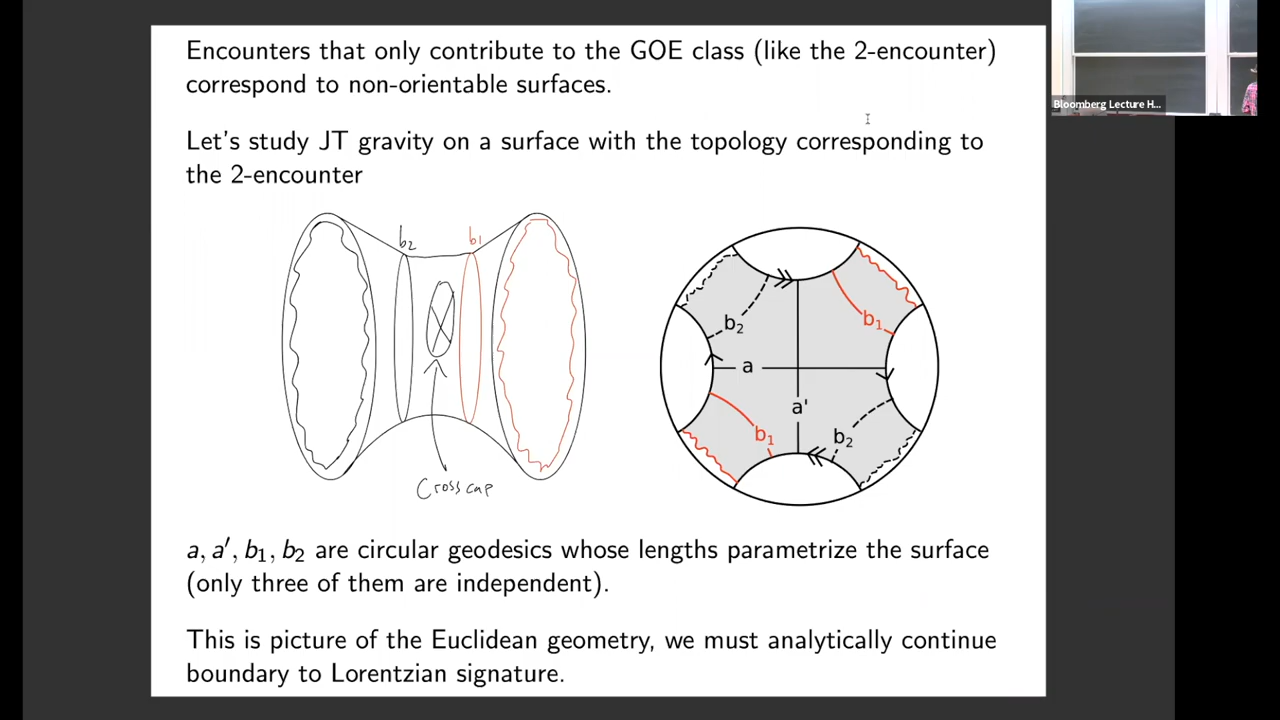 Encounters that only contribute to the GOE class (like the 2-encounter)
correspond to non-orientable surfaces.
Bloomberg Lecture H...
Let's study JT gravity on a surface with the topology corresponding to
the 2-encounter
b2
b1
Cross cap
b2
b1
a
a'
b1
b2
a, a′, b1, b2 are circular geodesics whose lengths parametrize the surface
(only three of them are independent).
This is picture of the Euclidean geometry, we must analytically continue
boundary to Lorentzian signature.